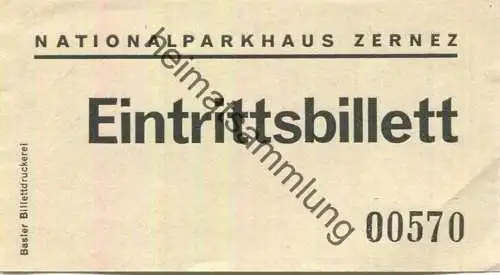 NATIONALPARKHAUS ZERNEZ
Eintrittsbillett
00570
Basler Billettdruckerei
heimatsammlung